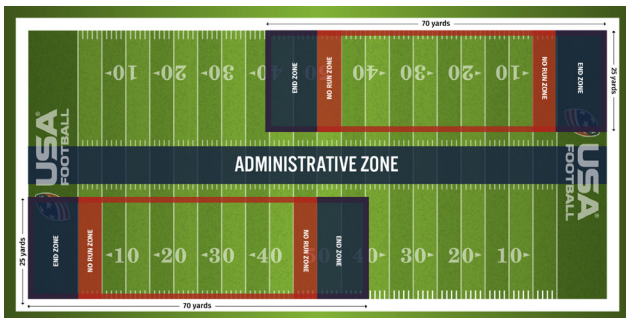 70 yards
10 20 30 40 END ZONE NO RUN ZONE 40 30 20 10 NO RUN ZONE END ZONE
25 yards
USA
FOOTBALL
ADMINISTRATIVE ZONE
USA
FOOTBALL
25 yards
END ZONE NO RUN ZONE 10 20 30 40 NO RUN ZONE 50 END ZONE 40 30 20 10
70 yards